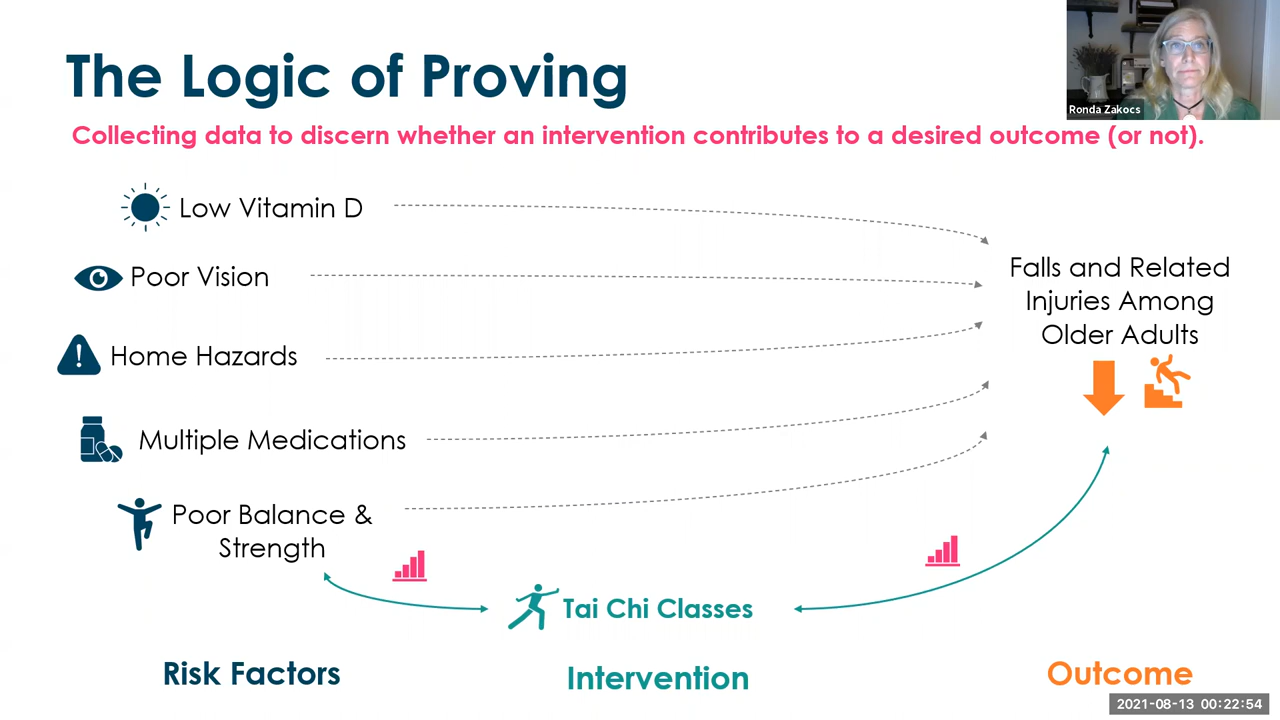 The Logic of Proving
Ronda Zakocs
Collecting data to discern whether an intervention contributes to a desired outcome (or not).
Low Vitamin D
Poor Vision
Home Hazards
Multiple Medications
Poor Balance &
Strength
Falls and Related
Injuries Among
Older Adults
Tai Chi Classes
Risk Factors
Intervention
Outcome
2021-08-13 00:22:54